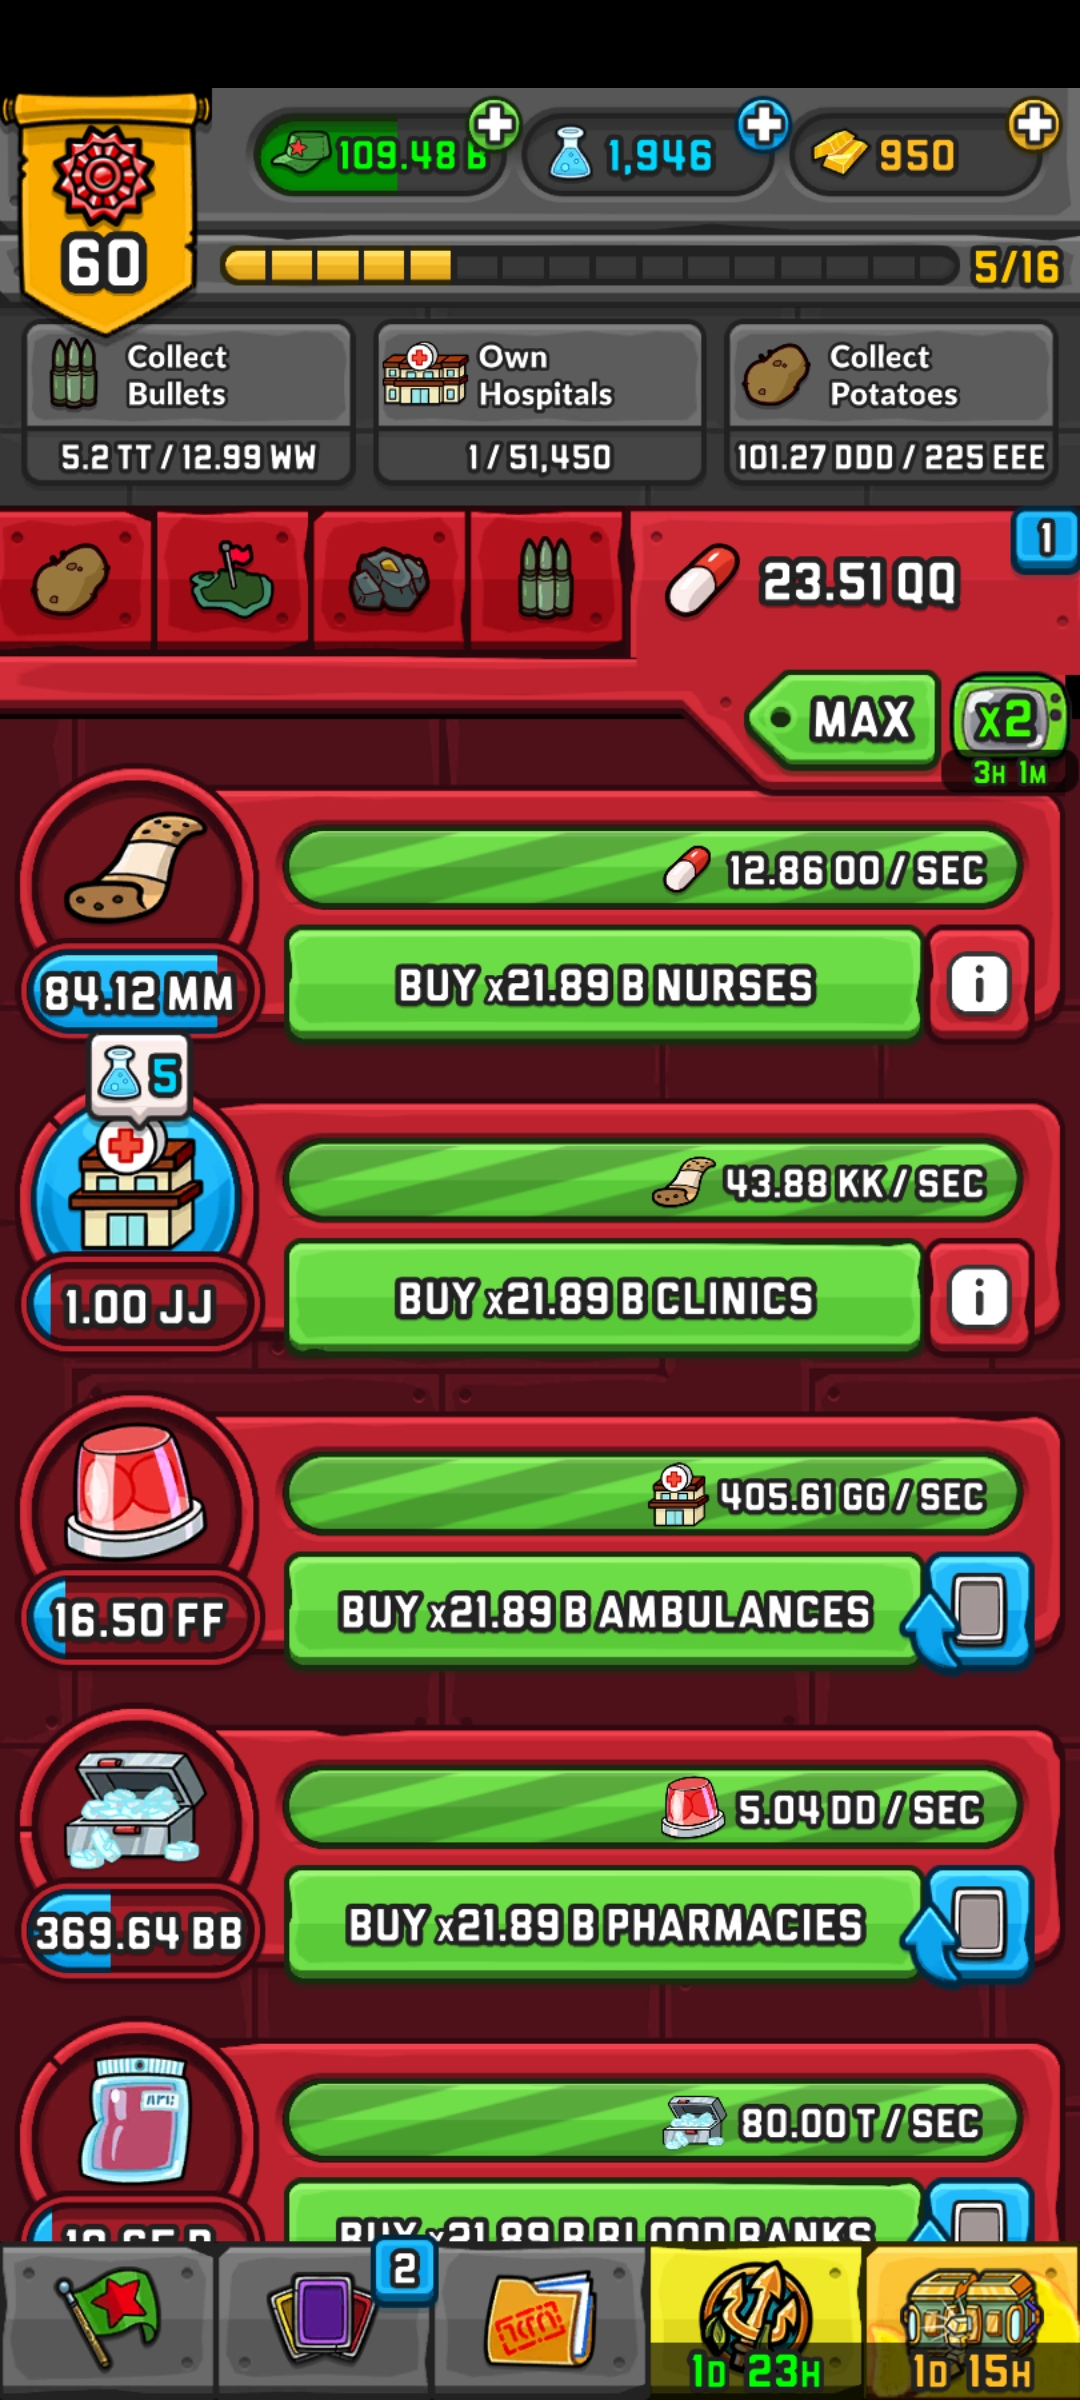 60
109.48 B
1,946
950
5/16
Collect
Bullets
5.2 TT / 12.99 WW
Own
Hospitals
1 / 51,450
Collect
Potatoes
101.27 DDD / 225 EEE
23.51 QQ
1
MAX
x2
3H 1M
12.86 OO / SEC
84.12 MM
BUY x21.89 B NURSES
5
43.88 KK / SEC
1.00 JJ
BUY x21.89 B CLINICS
405.61 GG / SEC
16.50 FF
BUY x21.89 B AMBULANCES
5.04 DD / SEC
369.64 BB
BUY x21.89 B PHARMACIES
80.00 T / SEC
BUY x21.89 B BLOOD BANKS
2
1D 23H
1D 15H